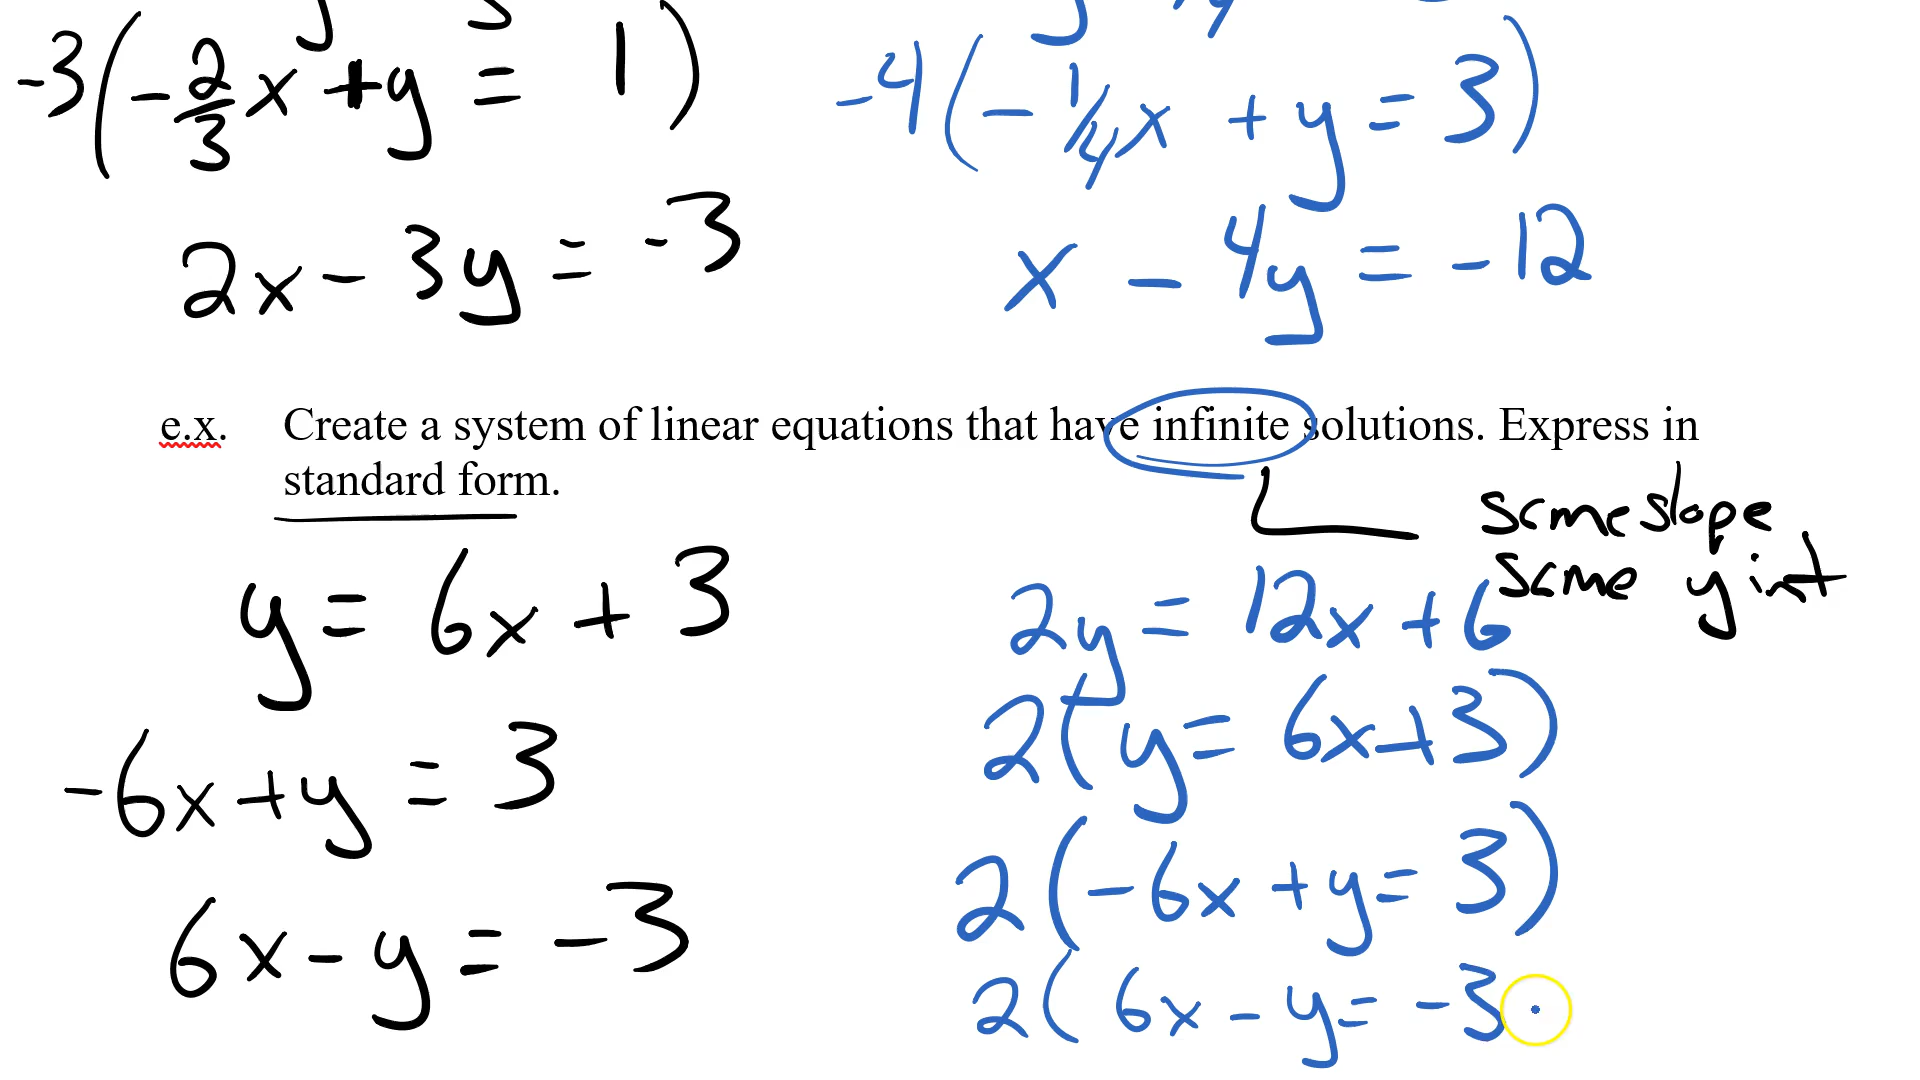 -3(-2/3x + y = 1)
2x - 3y = -3
-4(-1/4x + y = 3)
x - 4y = -12
e.x. Create a system of linear equations that have infinite solutions. Express in
standard form.
same slope
same y int
y = 6x + 3
-6x + y = 3
6x - y = -3
2y = 12x + 6
2(y = 6x + 3)
2(-6x + y = 3)
2(6x - y = -3